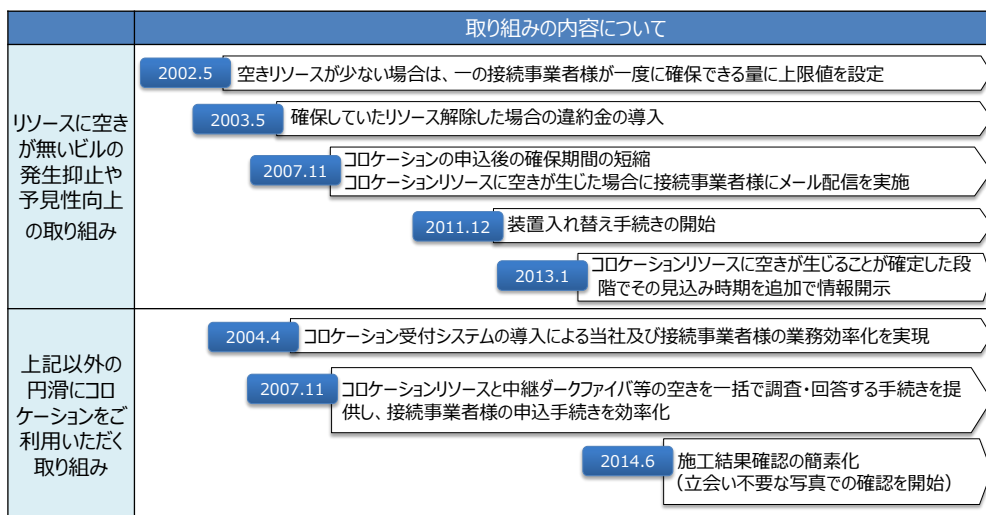 取り組みの内容について
リソースに空き
が無いビルの
発生抑止や
予見性向上
の取り組み
2002.5
空きリソースが少ない場合は、一の接続事業者様が一度に確保できる量に上限値を設定
2003.5
確保していたリソース解除した場合の違約金の導入
2007.11
コロケーションの申込後の確保期間の短縮
コロケーションリソースに空きが生じた場合に接続事業者様にメール配信を実施
2011.12
装置入れ替え手続きの開始
2013.1
コロケーションリソースに空きが生じることが確定した段
階でその見込み時期を追加で情報開示
上記以外の
円滑にコロ
ケーションをご
利用いただく
取り組み
2004.4
コロケーション受付システムの導入による当社及び接続事業者様の業務効率化を実現
2007.11
コロケーションリソースと中継ダークファイバ等の空きを一括で調査・回答する手続きを提
供し、接続事業者様の申込手続きを効率化
2014.6
施工結果確認の簡素化
（立会い不要な写真での確認を開始）